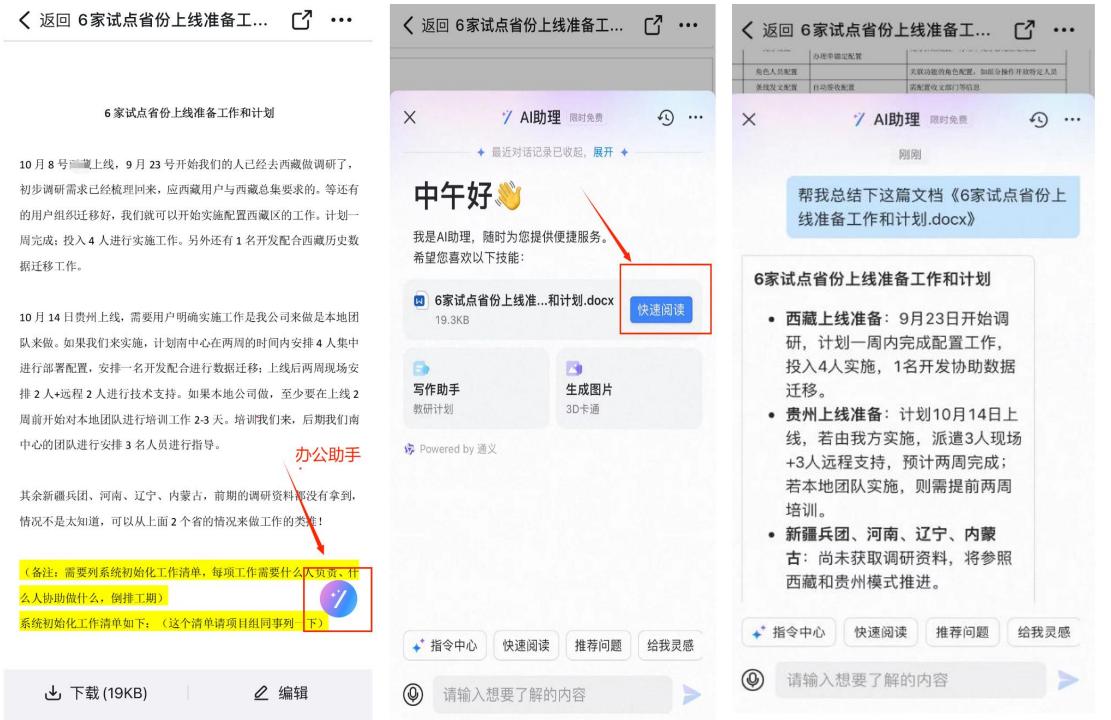 返回 6家试点省份上线准备工...
6 家试点省份上线准备工作和计划
10 月 8 号西藏上线，9 月 23 号开始我们的人已经去西藏做调研了，
初步调研需求已经梳理回来，应西藏用户与西藏总集要求的。等还有
的用户组织迁移好，我们就可以开始实施配置西藏区的工作。计划一
周完成；投入 4 人进行实施工作。另外还有 1 名开发配合西藏历史数
据迁移工作。
10 月 14 日贵州上线，需要用户明确实施工作是我公司来做是本地团
队来做。如果我们来实施，计划南中心在两周的时间内安排 4 人集中
进行部署配置，安排一名开发配合进行数据迁移；上线后两周现场安
排 2 人+远程 2 人进行技术支持。如果本地公司做，至少要在上线 2
周前开始对本地团队进行培训工作 2-3 天。培训我们来，后期我们南
中心的团队进行安排 3 名人员进行指导。
办公助手
其余新疆兵团、河南、辽宁、内蒙古，前期的调研资料都没有拿到，
情况不是太知道，可以从上面 2 个省的情况来做工作的类推！
（备注：需要列系统初始化工作清单，每项工作需要什么人负责、什
么人协助做什么，倒排工期）
系统初始化工作清单如下：（这个清单请项目组同事列一下）
下载 (19KB)
编辑
返回 6家试点省份上线准备工...
AI助理 限时免费
最近对话记录已收起，展开
中午好
我是AI助理，随时为您提供便捷服务。
希望您喜欢以下技能：
6家试点省份上线准...和计划.docx
19.3KB
快速阅读
写作助手
教研计划
生成图片
3D卡通
Powered by 通义
指令中心 快速阅读 推荐问题 给我灵感
请输入想要了解的内容
返回 6家试点省份上线准备工...
办理单锁定配置
角色人员配置 关联功能的角色配置，如部分操作开放特定人员
条线发文配置 自动签收配置 需配置收文部门等信息
AI助理 限时免费
刚刚
帮我总结下这篇文档《6家试点省份上
线准备工作和计划.docx》
6家试点省份上线准备工作和计划
西藏上线准备：9月23日开始调
研，计划一周内完成配置工作，
投入4人实施，1名开发协助数据
迁移。
贵州上线准备：计划10月14日上
线，若由我方实施，派遣3人现场
+3人远程支持，预计两周完成；
若本地团队实施，则需提前两周
培训。
新疆兵团、河南、辽宁、内蒙
古：尚未获取调研资料，将参照
西藏和贵州模式推进。
指令中心 快速阅读 推荐问题 给我灵感
请输入想要了解的内容